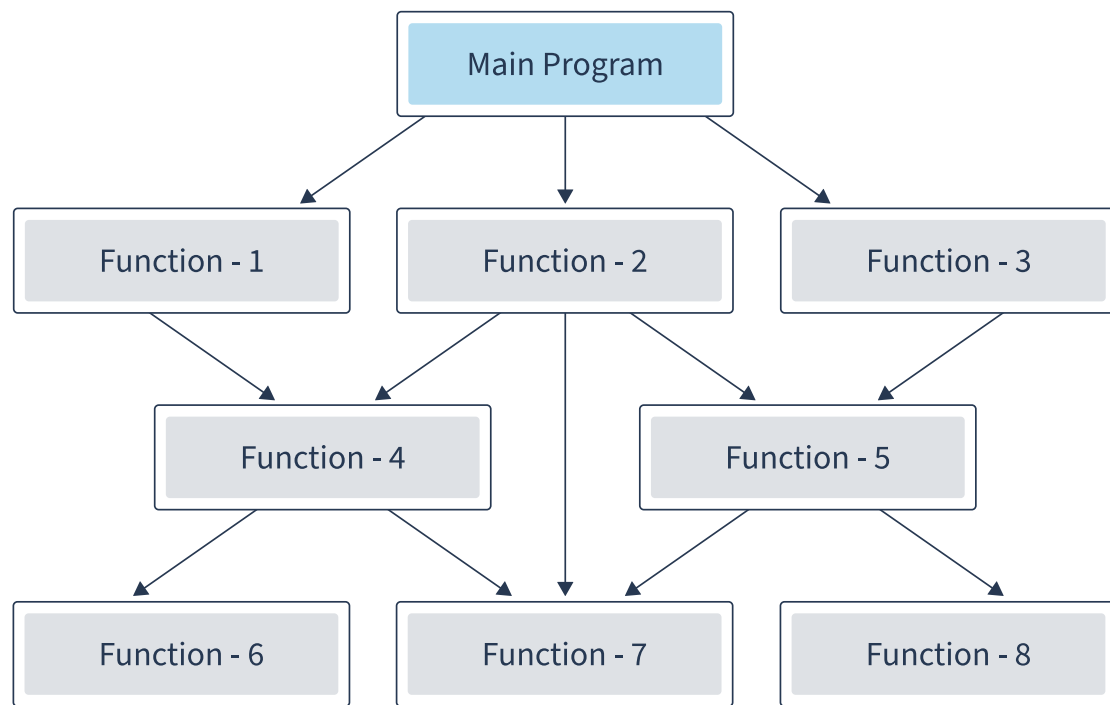 Main Program
Function - 1
Function - 2
Function - 3
Function - 4
Function - 5
Function - 6
Function - 7
Function - 8